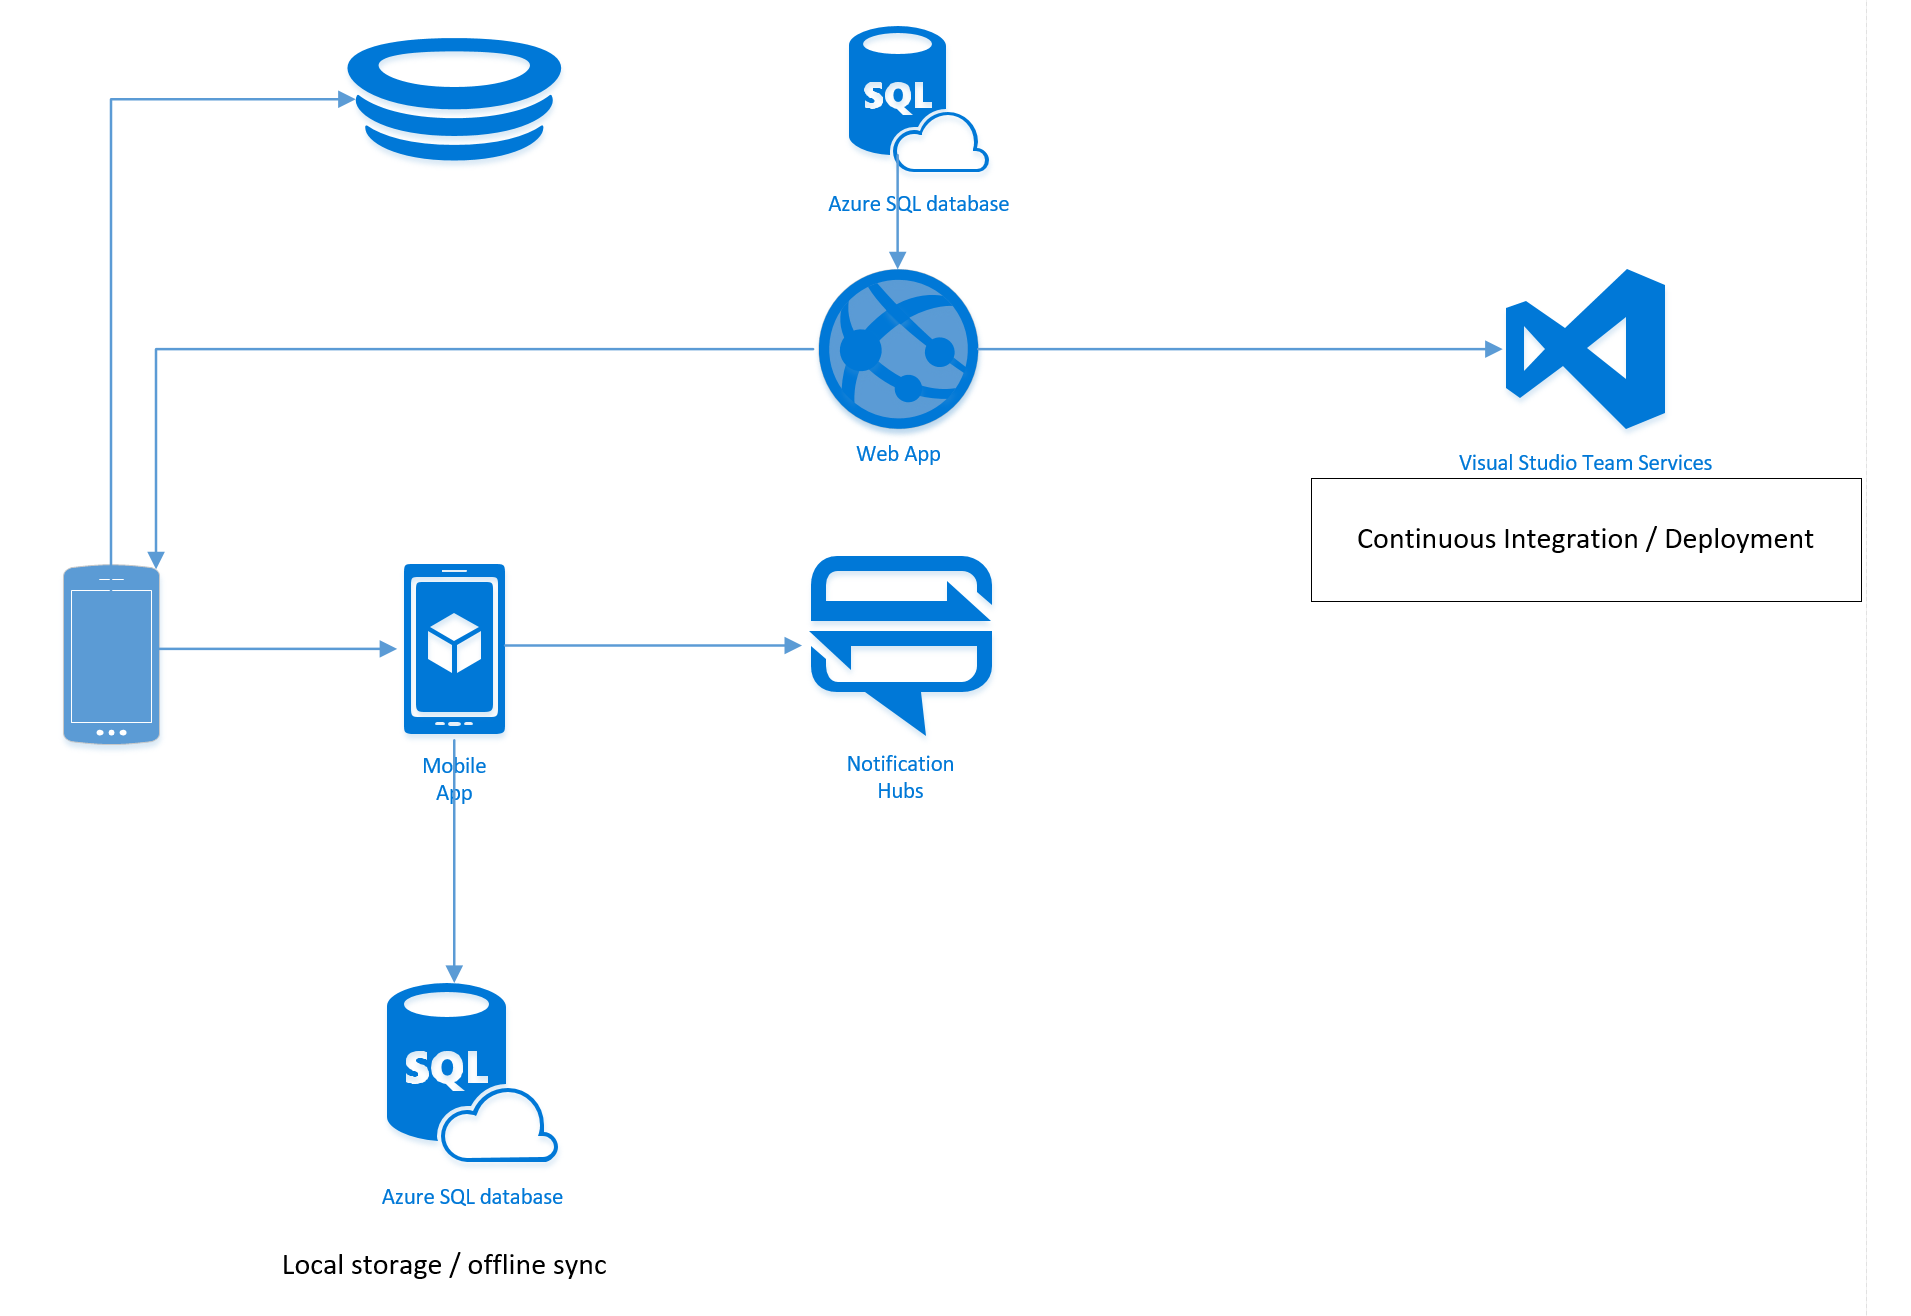 SQL
Azure SQL database
Web App
Visual Studio Team Services
Continuous Integration / Deployment
Mobile
App
Notification
Hubs
SQL
Azure SQL database
Local storage / offline sync